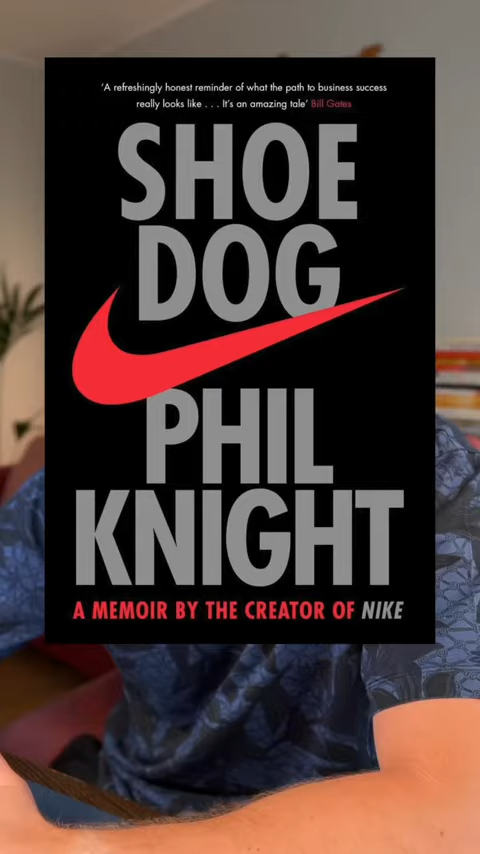 ‘A refreshingly honest reminder of what the path to business success
really looks like . . . It’s an amazing tale’ Bill Gates
SHOE
DOG
PHIL
KNIGHT
A MEMOIR BY THE CREATOR OF NIKE